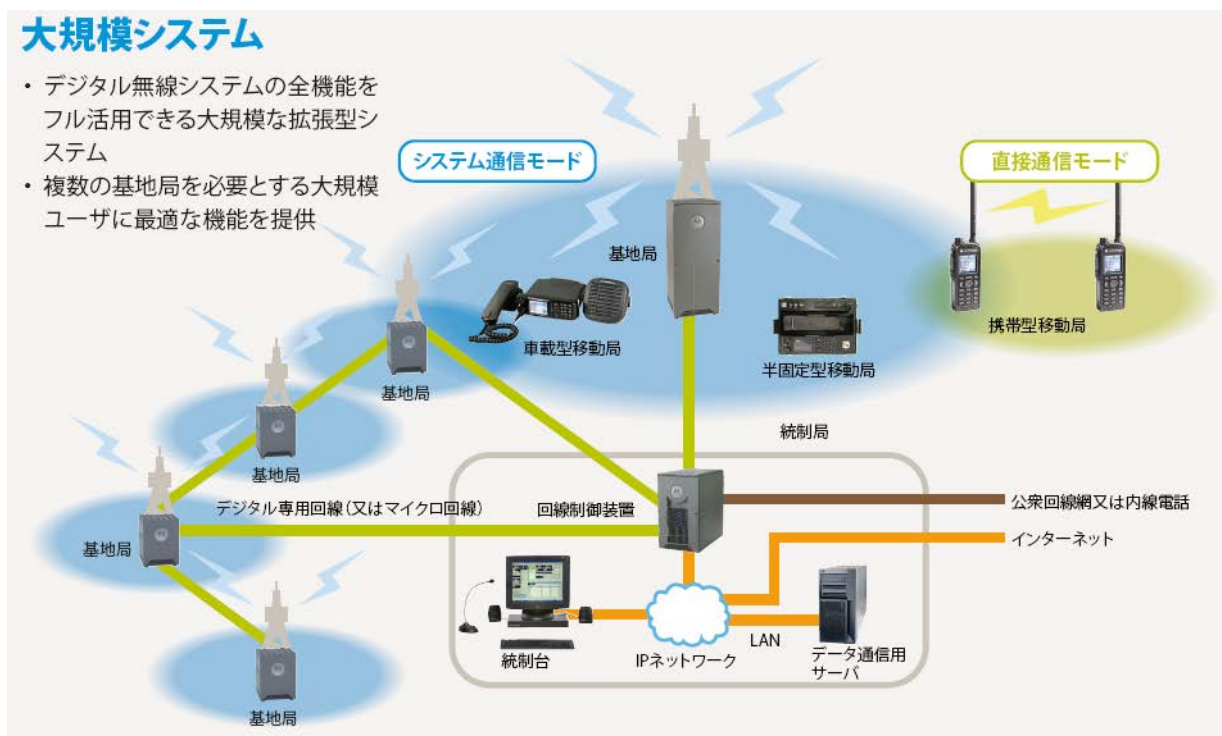 大規模システム
・ デジタル無線システムの全機能を
フル活用できる大規模な拡張型シ
ステム
・ 複数の基地局を必要とする大規模
ユーザに最適な機能を提供
システム通信モード
直接通信モード
基地局
車載型移動局
半固定型移動局
携帯型移動局
基地局
基地局
基地局
基地局
統制局
デジタル専用回線(又はマイクロ回線)
回線制御装置
公衆回線網又は内線電話
インターネット
統制台
IPネットワーク
LAN
データ通信用
サーバ